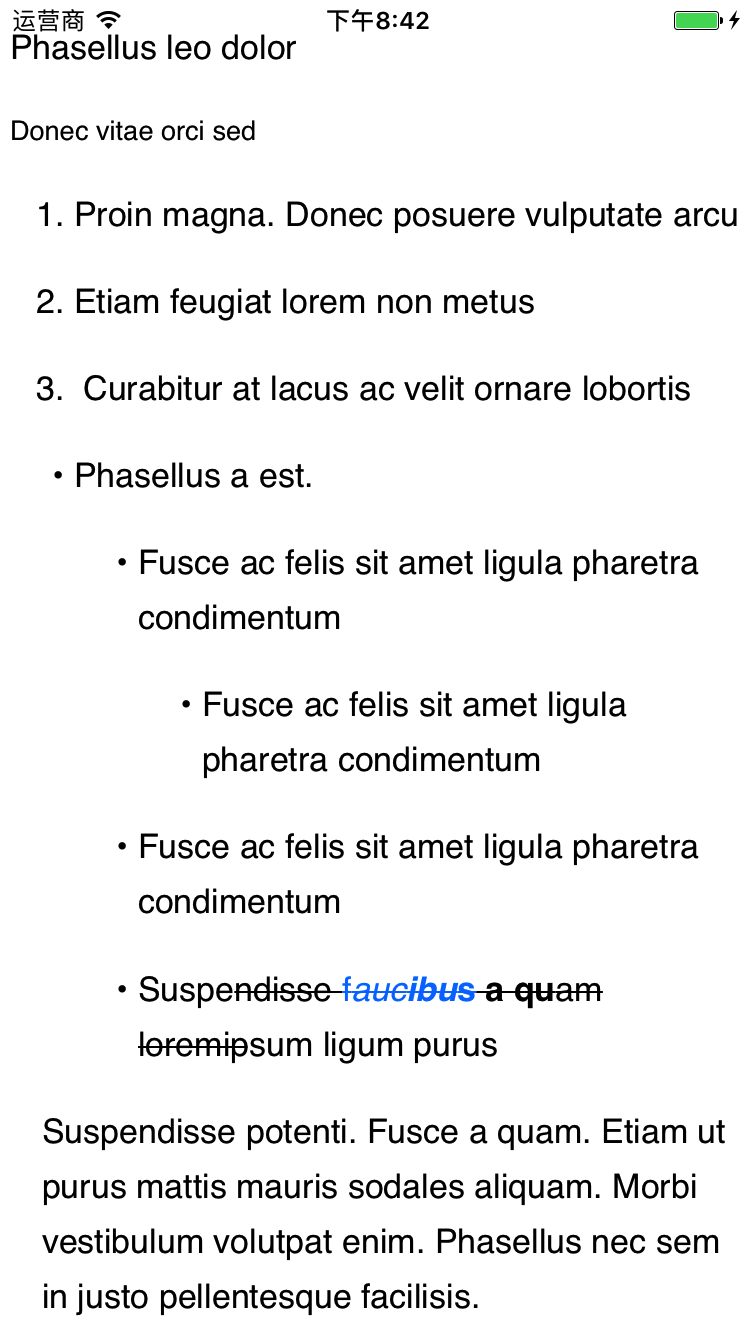 运营商 下午8:42
Phasellus leo dolor
Donec vitae orci sed
1. Proin magna. Donec posuere vulputate arcu
2. Etiam feugiat lorem non metus
3. Curabitur at lacus ac velit ornare lobortis
• Phasellus a est.
• Fusce ac felis sit amet ligula pharetra
condimentum
• Fusce ac felis sit amet ligula
pharetra condimentum
• Fusce ac felis sit amet ligula pharetra
condimentum
• Suspendisse faucibus a quam
loremipsum ligum purus
Suspendisse potenti. Fusce a quam. Etiam ut
purus mattis mauris sodales aliquam. Morbi
vestibulum volutpat enim. Phasellus nec sem
in justo pellentesque facilisis.